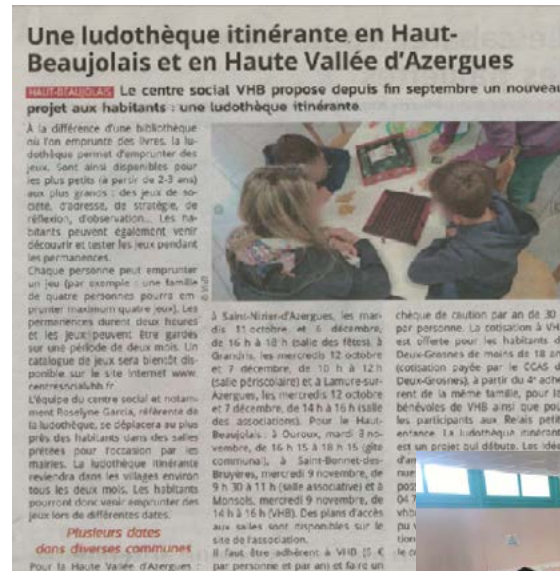 Une ludothèque itinérante en Haut-
Beaujolais et en Haute Vallée d'Azergues
HAUT-BEAUJOLAIS Le centre social VHB propose depuis fin septembre un nouveau
projet aux habitants : une ludothèque itinérante.
À la différence d'une bibliothèque
où l'on emprunte des livres, la lu-
dothèque permet d'emprunter des
jeux. Sont ainsi disponibles pour
les plus petits (à partir de 2-3 ans)
aux plus grands : des jeux de so-
ciété, d'adresse, de stratégie, de
réflexion, d'observation... Les ha-
bitants peuvent également venir
découvrir et tester les jeux pendant
les permanences.
Chaque personne peut emprunter
un jeu (par exemple : une famille
de quatre personnes pourra em-
prunter maximum quatre jeux). Les
permanences durent deux heures
et les jeux peuvent être gardés
sur une période de deux mois. Un
catalogue de jeux sera bientôt dis-
ponible sur le site Internet www.
centresocialvhb.fr
L'équipe du centre social et notam-
ment Roselyne Garcia, référente de
la ludothèque, se déplacera au plus
près des habitants dans des salles
prêtées pour l'occasion par les
mairies. La ludothèque itinérante
reviendra dans les villages environ
tous les deux mois. Les habitants
pourront donc venir emprunter des
jeux lors de différentes dates.
Plusieurs dates
dans diverses communes
Pour la Haute Vallée d'Azergues :
à Saint-Nizier-d'Azergues, les mar-
dis 11 octobre et 6 décembre,
de 16 h à 18 h (salle des fêtes), à
Grandris, les mercredis 12 octobre
et 7 décembre, de 10 h à 12 h
(salle périscolaire) et à Lamure-sur-
Azergues, les mercredis 12 octobre
et 7 décembre, de 14 h à 16 h (salle
des associations). Pour le Haut-
Beaujolais : à Ouroux, mardi 8 no-
vembre, de 16 h 15 à 18 h 15 (gîte
communal), à Saint-Bonnet-des-
Bruyères, mercredi 9 novembre, de
9 h 30 à 11 h (salle associative) et à
Monsols, mercredi 9 novembre, de
14 h à 16 h (VHB). Des plans d'accès
aux salles sont disponibles sur le
site de l'association.
Il faut être adhérent à VHB (5 €
par personne et par an) et faire un
chèque de caution par an de 30
par personne. La cotisation à VHB
est offerte pour les habitants de
Deux-Grosnes de moins de 18 ans
(cotisation payée par le CCAS de
Deux-Grosnes), à partir du 4e adhé-
rent de la même famille, pour les
bénévoles de VHB ainsi que pour
les participants aux Relais petite
enfance. La ludothèque itinérante
est un projet qui débute. Les idées